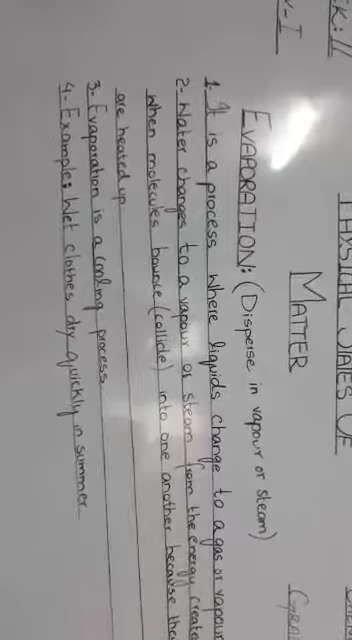 PHYSICAL STATES OF
MATTER
EVAPORATION: (Disperse in vapour or steam)
1- It is a process where liquids change to a gas or vapour
2- Water changes to a vapour or steam from the energy create
when molecules bounce (collide) into one another because the
are heated up
3- Evaporation is a cooling process.
4- Example: Wet clothes dry quickly in summer